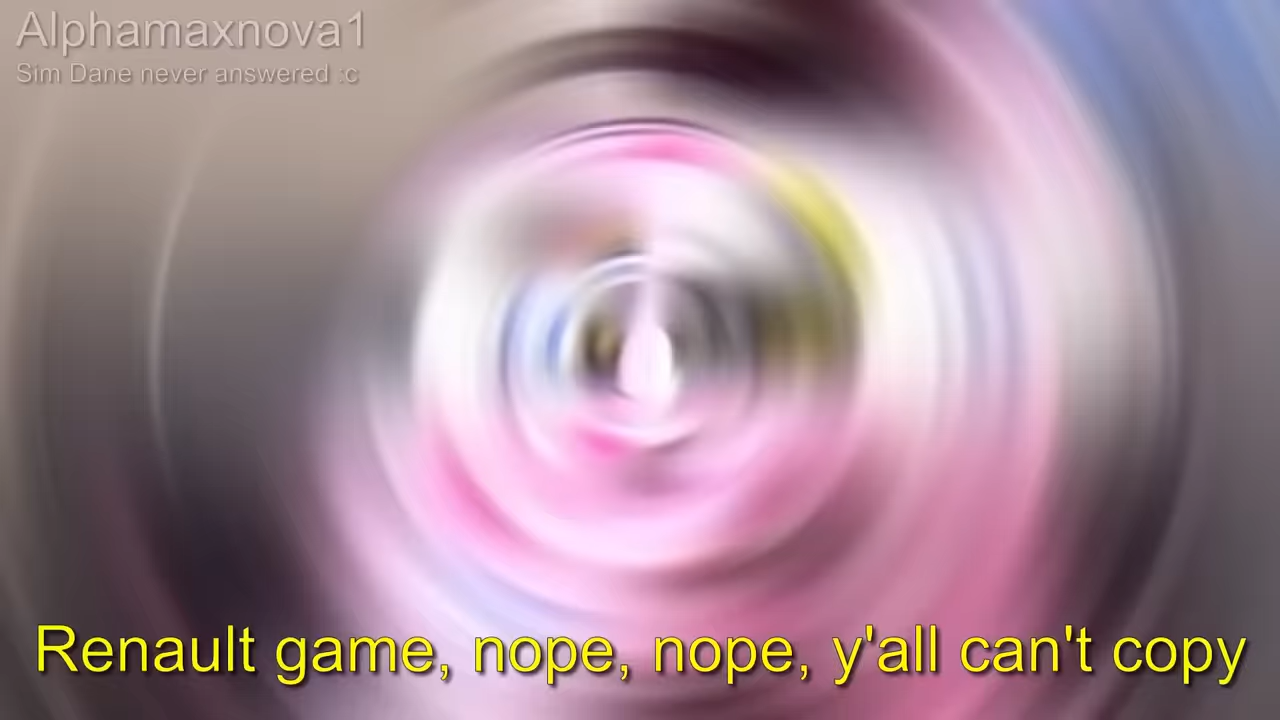 Alphamaxnova1
Sim Dane never answered :c
Renault game, nope, nope, y'all can't copy